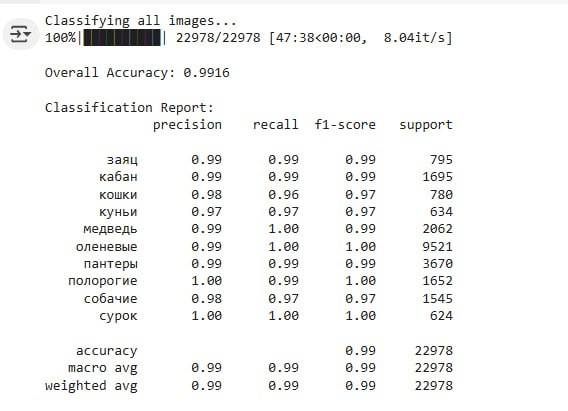 Classifying all images...
100%|██████████| 22978/22978 [47:38<00:00, 8.04it/s]
Overall Accuracy: 0.9916
Classification Report:
precision recall f1-score support
заяц 0.99 0.99 0.99 795
кабан 0.99 0.99 0.99 1695
кошки 0.98 0.96 0.97 780
куньи 0.97 0.97 0.97 634
медведь 0.99 1.00 0.99 2062
оленевые 0.99 1.00 1.00 9521
пантеры 0.99 0.99 0.99 3670
полорогие 1.00 0.99 0.99 1652
собачие 0.98 0.97 0.97 1545
сурок 1.00 1.00 1.00 624
accuracy 0.99 22978
macro avg 0.99 0.99 0.99 22978
weighted avg 0.99 0.99 0.99 22978